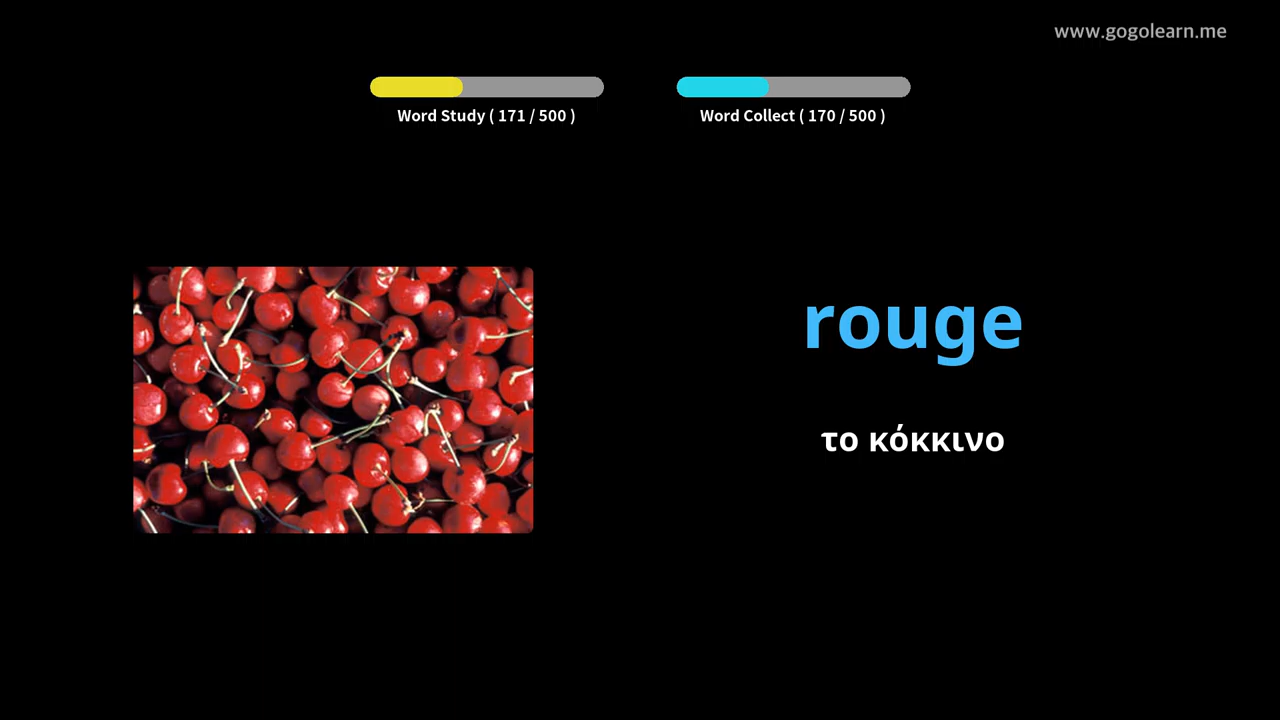 www.gogolearn.me
Word Study ( 171 / 500 )
Word Collect ( 170 / 500 )
rouge
το κόκκινο